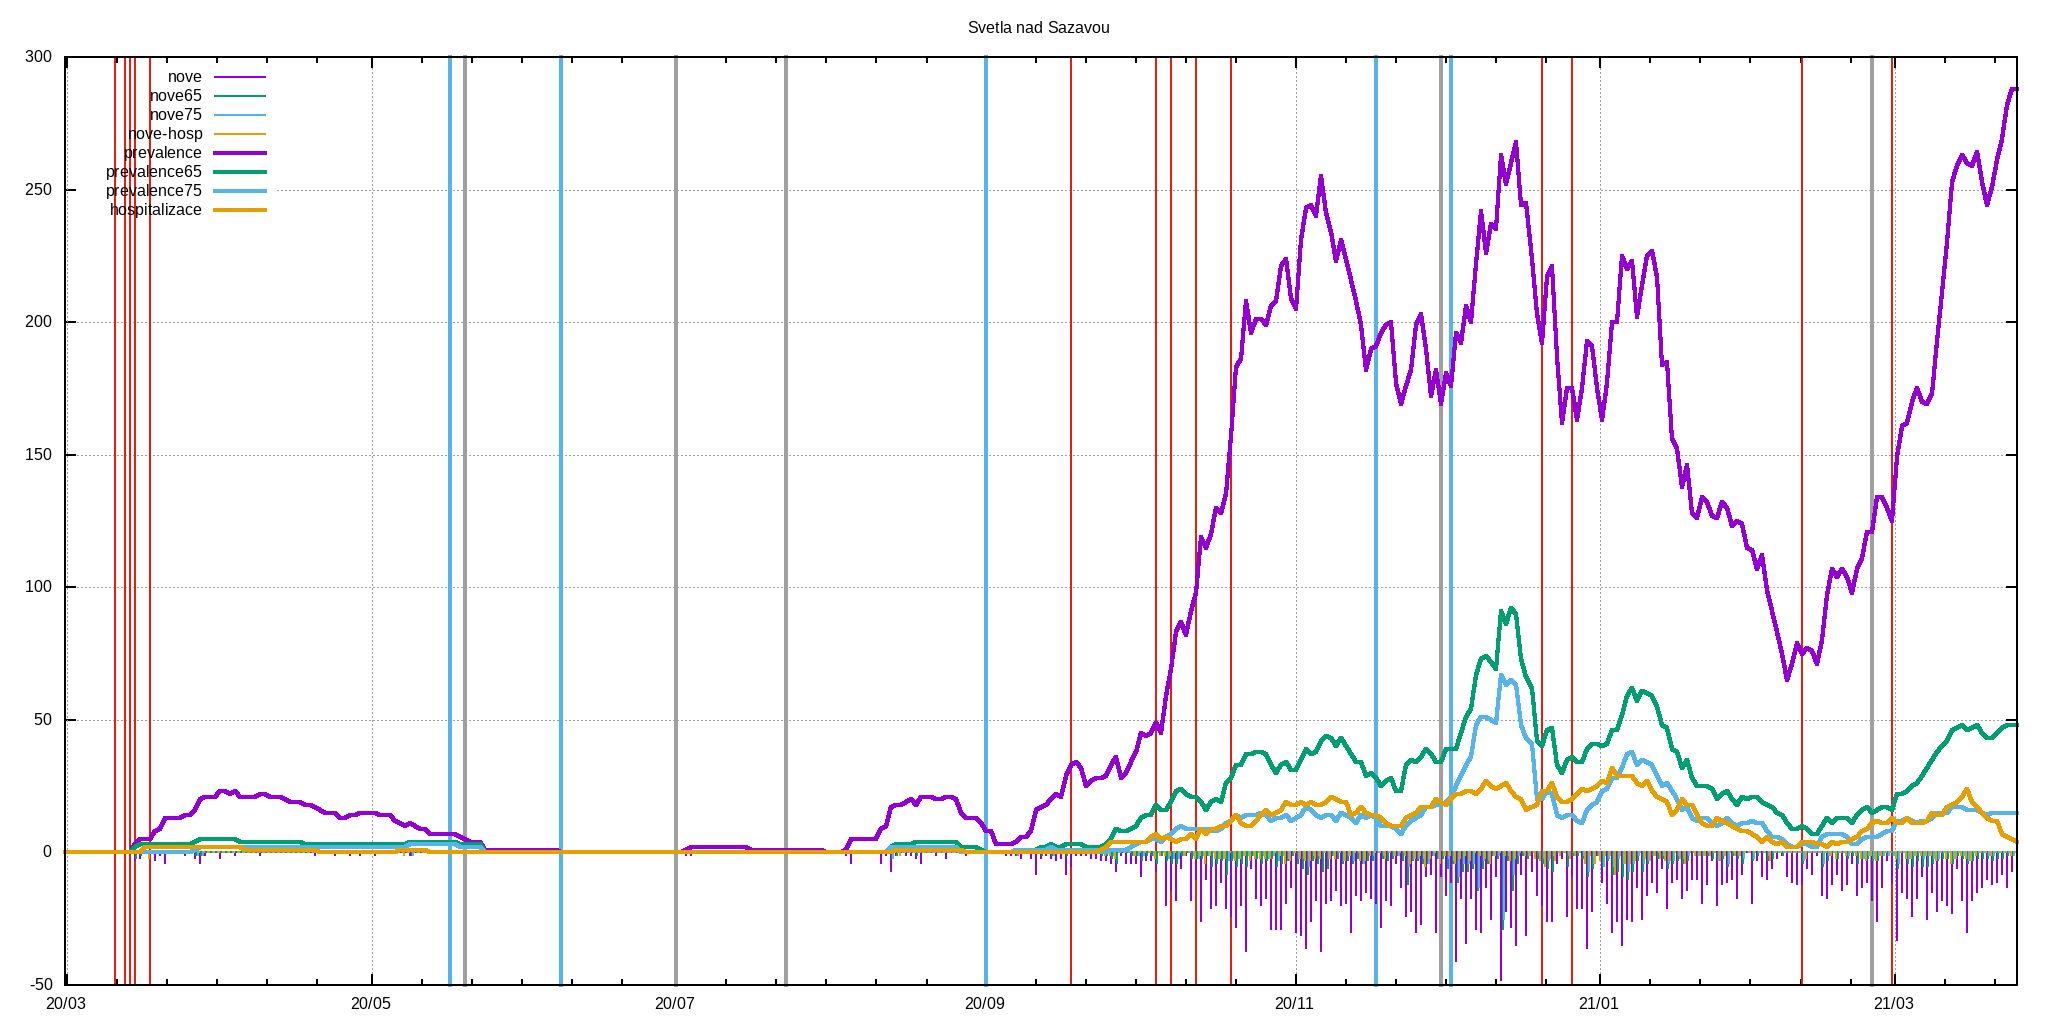 Svetla nad Sazavou
300
250
200
150
100
50
0
-50
nove
nove65
nove75
nove-hosp
prevalence
prevalence65
prevalence75
hospitalizace
20/03
20/05
20/07
20/09
20/11
21/01
21/03